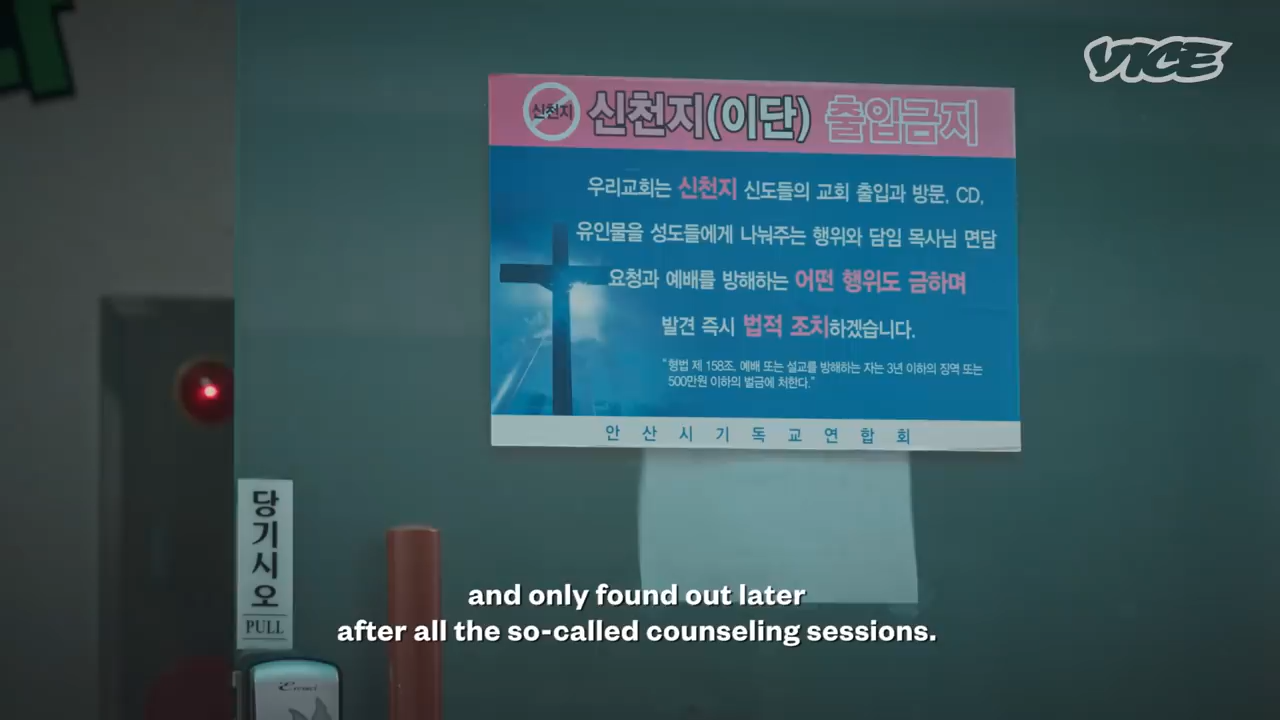 VICE
신천지
신천지(이단) 출입금지
우리교회는 신천지 신도들의 교회 출입과 방문, CD,
유인물을 성도들에게 나눠주는 행위와 담임 목사님 면담
요청과 예배를 방해하는 어떤 행위도 금하며
발견 즉시 법적 조치하겠습니다.
"형법 제 158조. 예배 또는 설교를 방해하는 자는 3년 이하의 징역 또는
500만원 이하의 벌금에 처한다."
안산시기독교연합회
당기시오
PULL
and only found out later
after all the so-called counseling sessions.